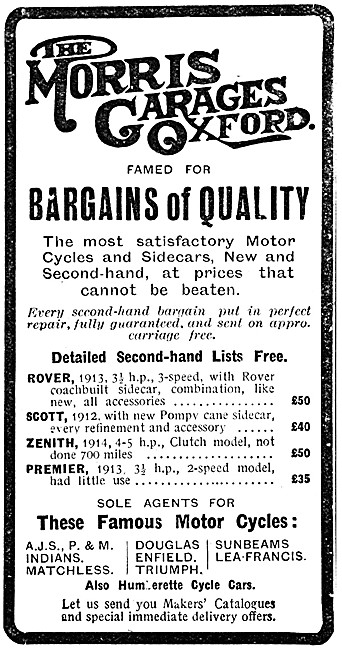 THE
MORRIS
GARAGES
OXFORD.
FAMED FOR
BARGAINS of QUALITY
The most satisfactory Motor
Cycles and Sidecars, New and
Second-hand, at prices that
cannot be beaten.
Every second-hand bargain put in perfect
repair, fully guaranteed, and sent on appro.
carriage free.
Detailed Second-hand Lists Free.
ROVER, 1913, 3½ h.p., 3-speed, with Rover
coachbuilt sidecar, combination, like
new, all accessories ................ £50
SCOTT, 1912, with new Pompy cane sidecar,
every refinement and accessory ...... £40
ZENITH, 1914, 4-5 h.p., Clutch model, not
done 700 miles .................... £50
PREMIER, 1913, 3½ h.p., 2-speed model,
had little use ...................... £35
SOLE AGENTS FOR
These Famous Motor Cycles:
A.J.S., P. & M. | DOUGLAS | SUNBEAMS
INDIANS. | ENFIELD. | LEA-FRANCIS.
MATCHLESS. | TRIUMPH.
Also Humberette Cycle Cars.
Let us send you Makers' Catalogues
and special immediate delivery offers.